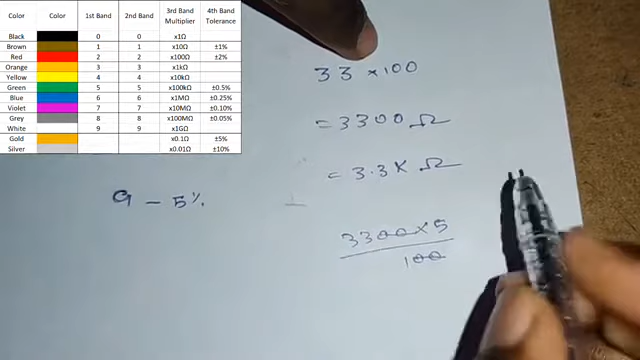 Color Color 1st Band 2nd Band 3rd Band Multiplier 4th Band Tolerance
Black 0 0 x1Ω
Brown 1 1 x10Ω ±1%
Red 2 2 x100Ω ±2%
Orange 3 3 x1kΩ
Yellow 4 4 x10kΩ
Green 5 5 x100kΩ ±0.5%
Blue 6 6 x1MΩ ±0.25%
Violet 7 7 x10MΩ ±0.10%
Grey 8 8 x100MΩ ±0.05%
White 9 9 x1GΩ
Gold x0.1Ω ±5%
Silver x0.01Ω ±10%
33 ×100
= 3300 Ω
= 3.3K Ω
G – 5%
3300×5
100